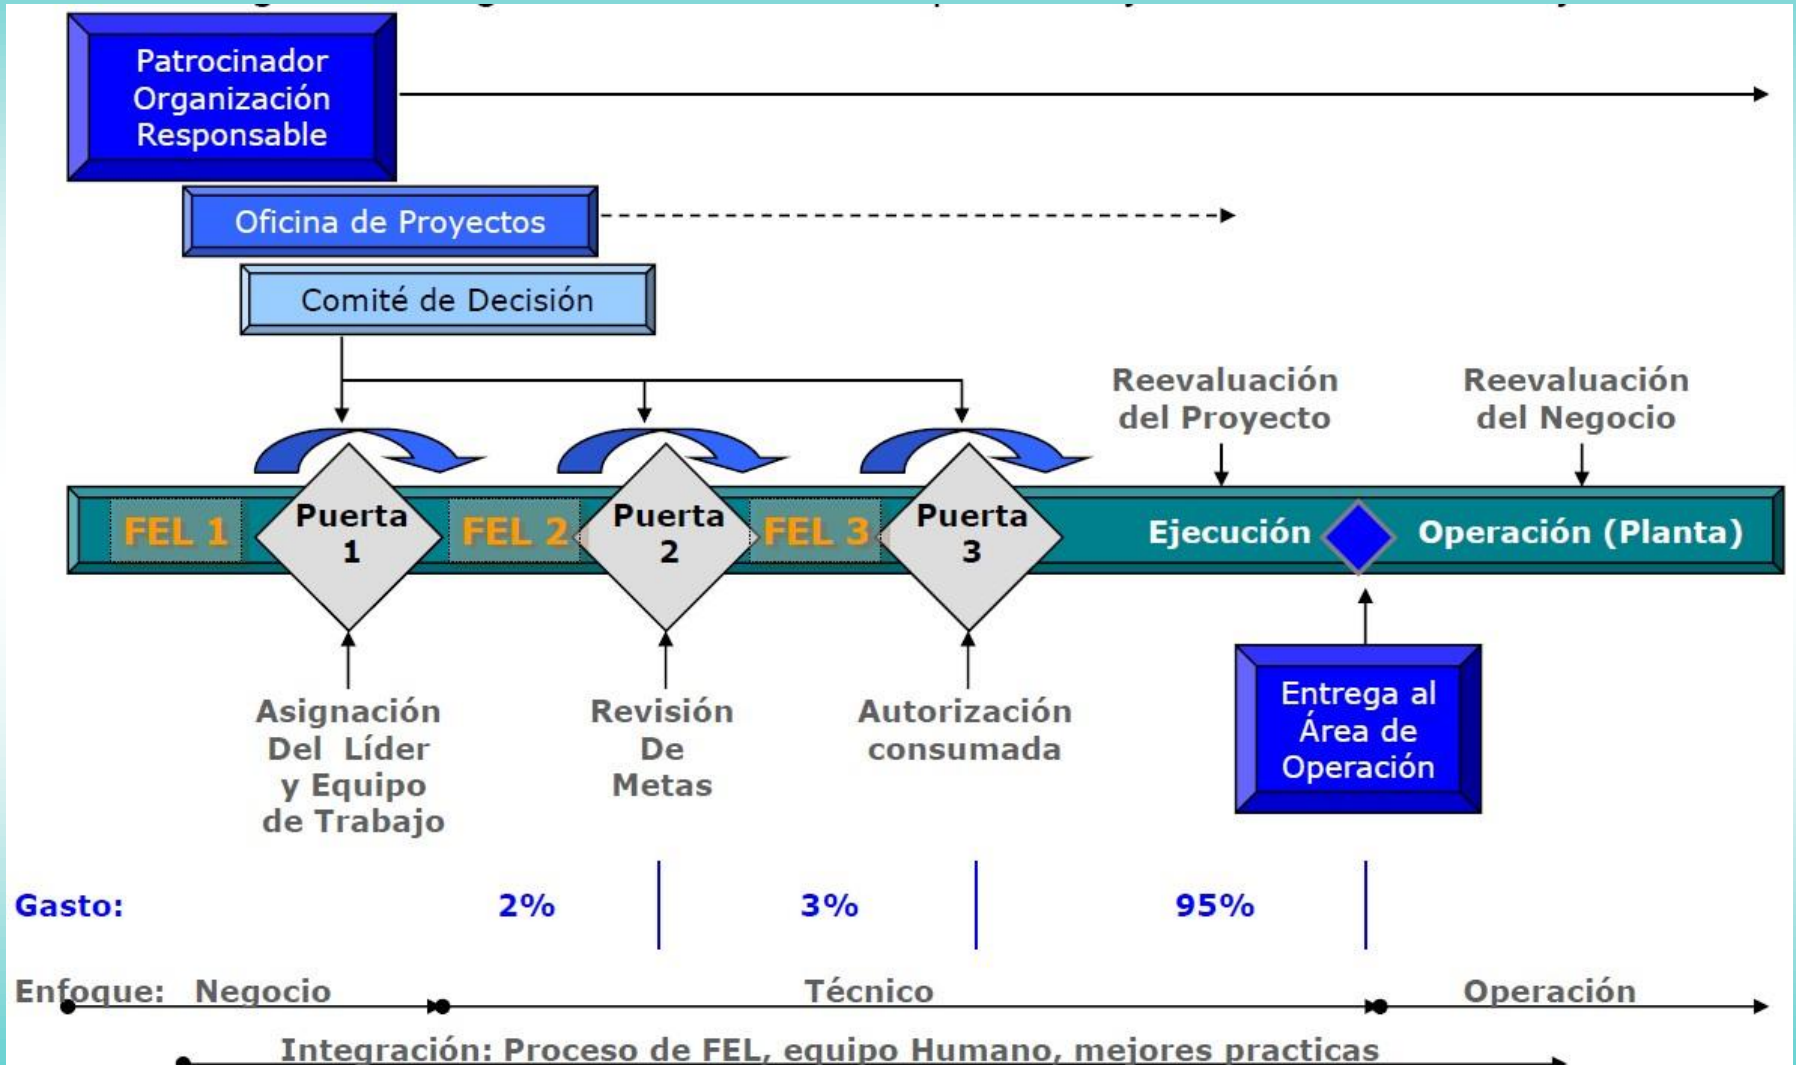 Patrocinador
Organización
Responsable
Oficina de Proyectos
Comité de Decisión
Reevaluación
del Proyecto
Reevaluación
del Negocio
FEL 1
Puerta
1
FEL 2
Puerta
2
FEL 3
Puerta
3
Ejecución
Operación (Planta)
Asignación
Del Líder
y Equipo
de Trabajo
Revisión
De
Metas
Autorización
consumada
Entrega al
Área de
Operación
Gasto: 2% 3% 95%
Enfoque: Negocio Técnico Operación
Integración: Proceso de FEL, equipo Humano, mejores practicas